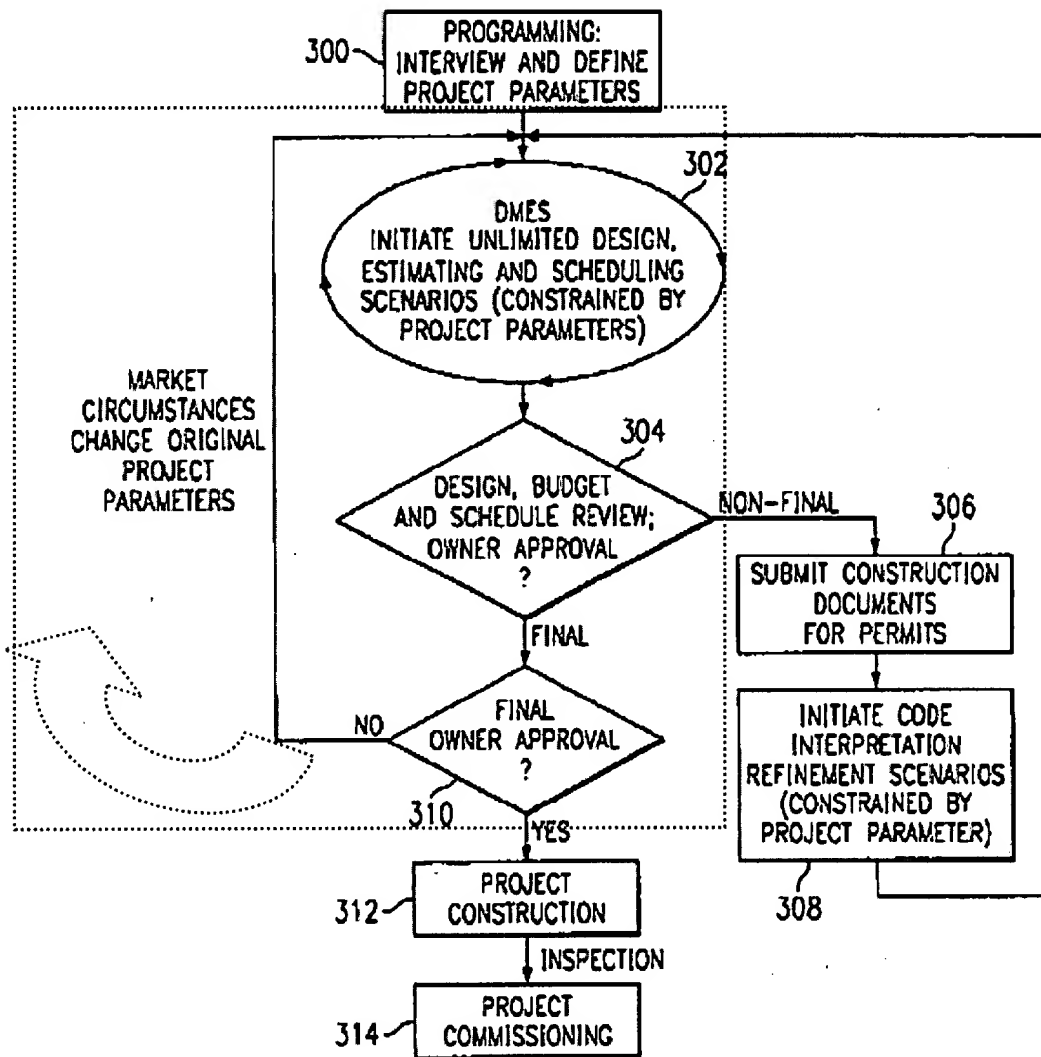 PROGRAMMING:
INTERVIEW AND DEFINE
PROJECT PARAMETERS
300
302
DMES
INITIATE UNLIMITED DESIGN,
ESTIMATING AND SCHEDULING
SCENARIOS (CONSTRAINED BY
PROJECT PARAMETERS)
MARKET
CIRCUMSTANCES
CHANGE ORIGINAL
PROJECT
PARAMETERS
304
DESIGN, BUDGET
AND SCHEDULE REVIEW;
OWNER APPROVAL
?
NON-FINAL
306
SUBMIT CONSTRUCTION
DOCUMENTS
FOR PERMITS
FINAL
INITIATE CODE
INTERPRETATION
REFINEMENT SCENARIOS
(CONSTRAINED BY
PROJECT PARAMETER)
308
NO
FINAL
OWNER APPROVAL
?
310
YES
312
PROJECT
CONSTRUCTION
INSPECTION
314
PROJECT
COMMISSIONING